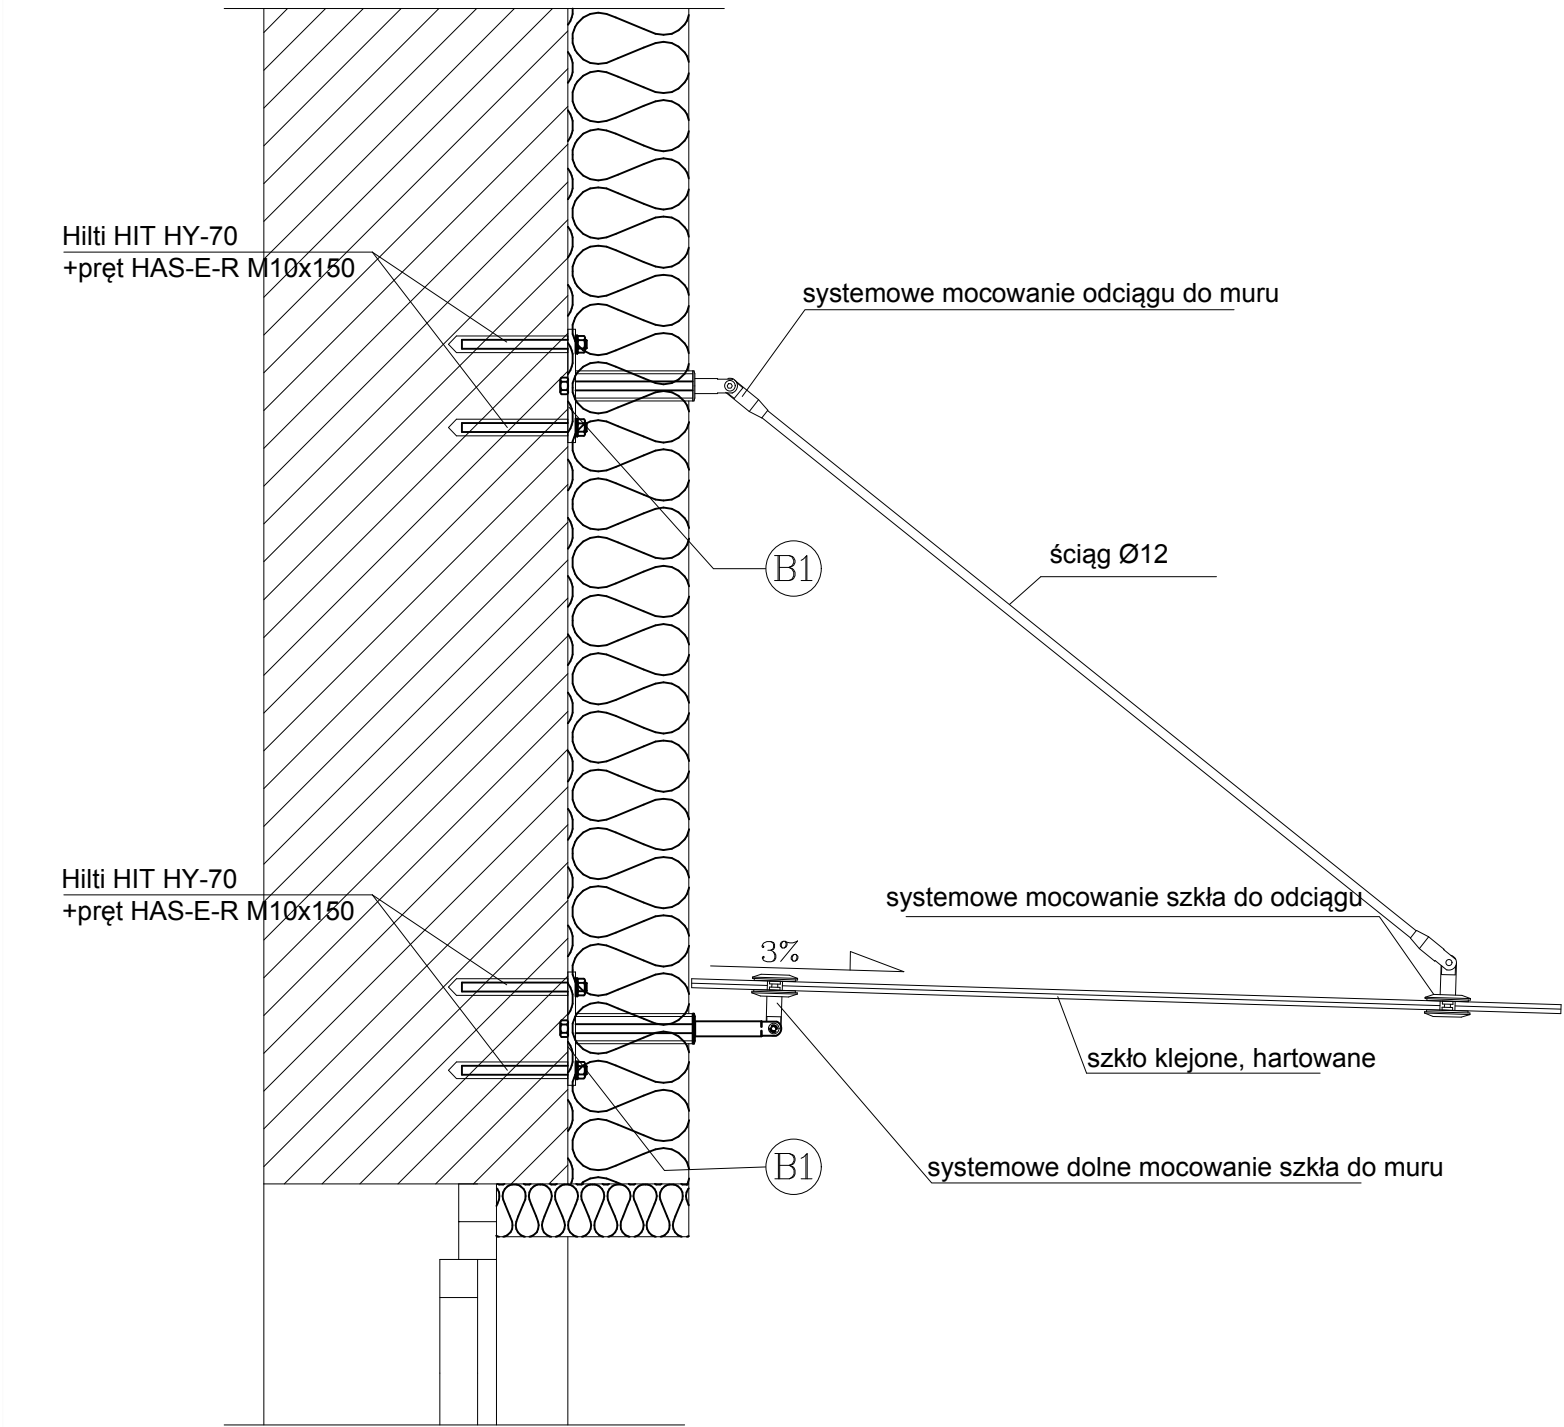 Hilti HIT HY-70
+pręt HAS-E-R M10x150
systemowe mocowanie odciągu do muru
B1
ściąg Ø12
Hilti HIT HY-70
+pręt HAS-E-R M10x150
systemowe mocowanie szkła do odciągu
3%
szkło klejone, hartowane
B1
systemowe dolne mocowanie szkła do muru